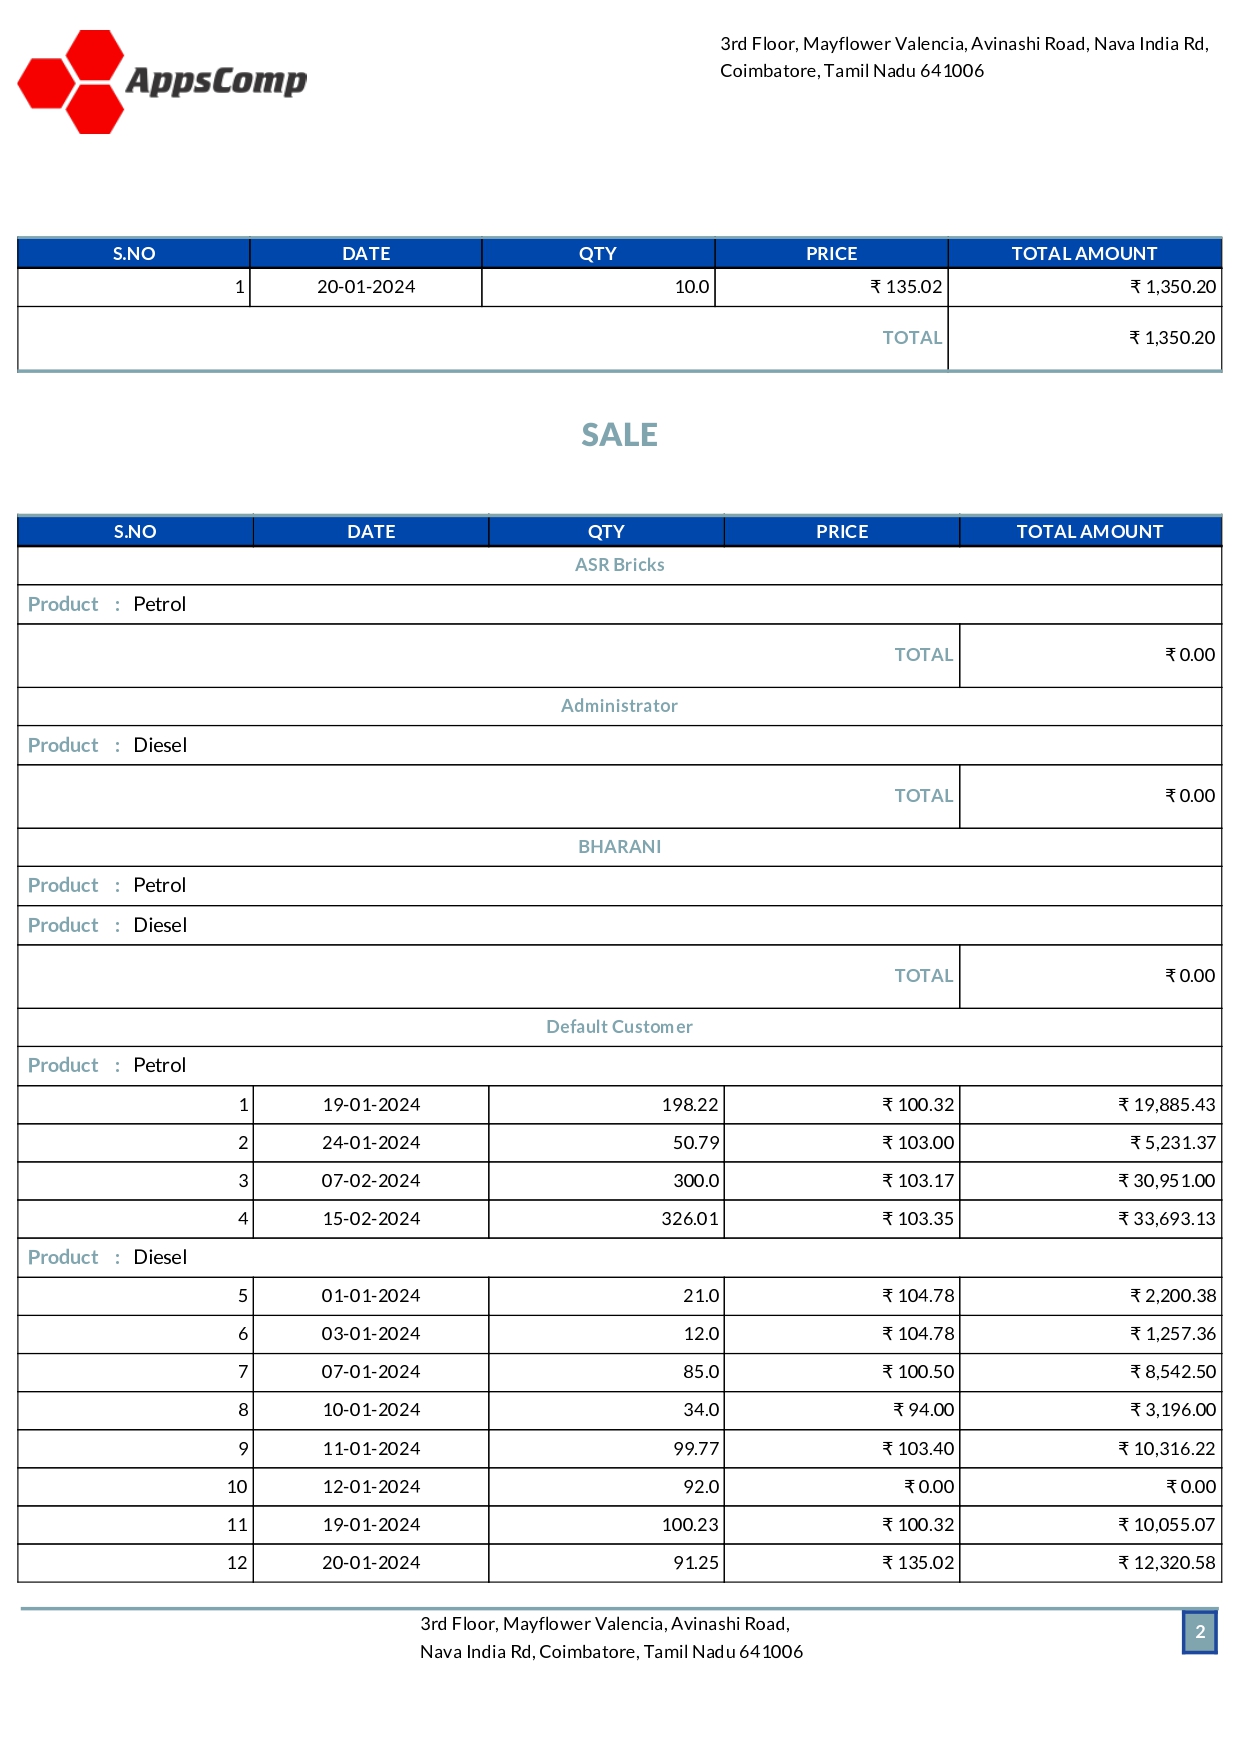 AppsComp
3rd Floor, Mayflower Valencia, Avinashi Road, Nava India Rd,
Coimbatore, Tamil Nadu 641006
S.NO DATE QTY PRICE TOTAL AMOUNT
1 20-01-2024 10.0 ₹ 135.02 ₹ 1,350.20
TOTAL ₹ 1,350.20
SALE
S.NO DATE QTY PRICE TOTAL AMOUNT
ASR Bricks
Product : Petrol
TOTAL ₹ 0.00
Administrator
Product : Diesel
TOTAL ₹ 0.00
BHARANI
Product : Petrol
Product : Diesel
TOTAL ₹ 0.00
Default Customer
Product : Petrol
1 19-01-2024 198.22 ₹ 100.32 ₹ 19,885.43
2 24-01-2024 50.79 ₹ 103.00 ₹ 5,231.37
3 07-02-2024 300.0 ₹ 103.17 ₹ 30,951.00
4 15-02-2024 326.01 ₹ 103.35 ₹ 33,693.13
Product : Diesel
5 01-01-2024 21.0 ₹ 104.78 ₹ 2,200.38
6 03-01-2024 12.0 ₹ 104.78 ₹ 1,257.36
7 07-01-2024 85.0 ₹ 100.50 ₹ 8,542.50
8 10-01-2024 34.0 ₹ 94.00 ₹ 3,196.00
9 11-01-2024 99.77 ₹ 103.40 ₹ 10,316.22
10 12-01-2024 92.0 ₹ 0.00 ₹ 0.00
11 19-01-2024 100.23 ₹ 100.32 ₹ 10,055.07
12 20-01-2024 91.25 ₹ 135.02 ₹ 12,320.58
3rd Floor, Mayflower Valencia, Avinashi Road,
Nava India Rd, Coimbatore, Tamil Nadu 641006
2